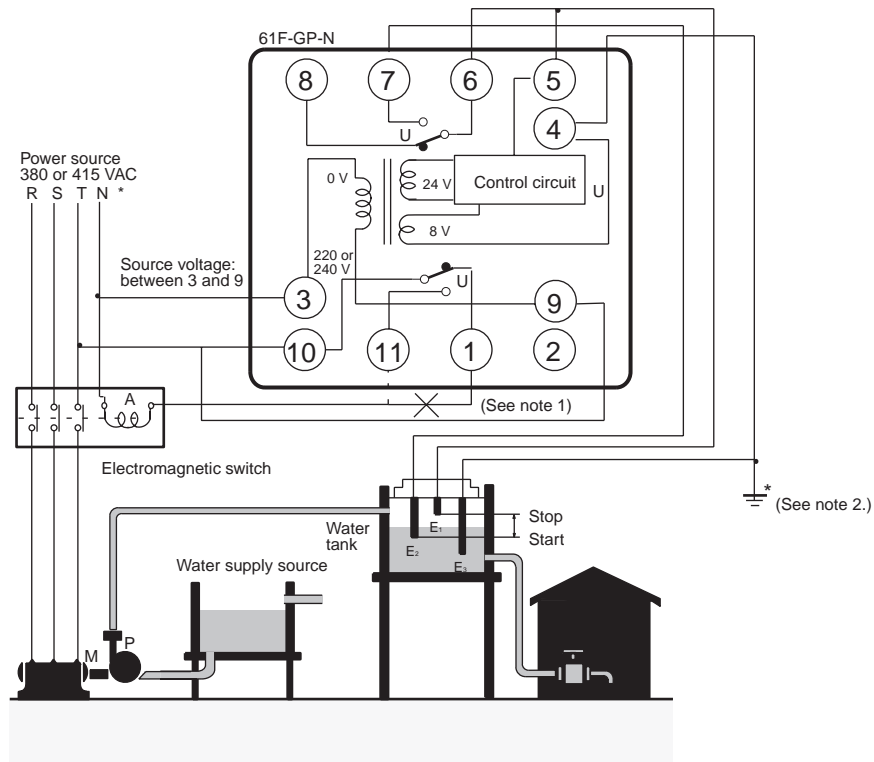 61F-GP-N
8 7 6 5
4
U
Power source
380 or 415 VAC
R S T N *
0 V
24 V
Control circuit
U
8 V
Source voltage:
between 3 and 9
220 or
240 V
U
3
9
10 11 1 2
A
(See note 1)
Electromagnetic switch
* (See note 2.)
Water
tank
E1
Stop
Start
E2
E3
Water supply source
P
M